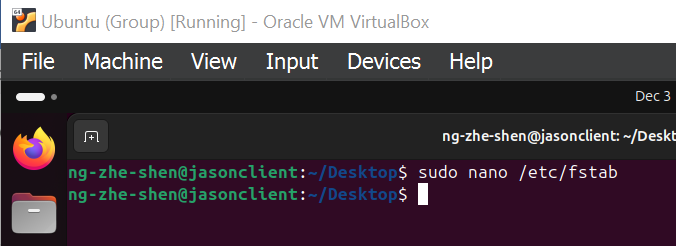 Ubuntu (Group) [Running] - Oracle VM VirtualBox
File Machine View Input Devices Help
Dec 3
ng-zhe-shen@jasonclient: ~/Deskt
ng-zhe-shen@jasonclient:~/Desktop$ sudo nano /etc/fstab
ng-zhe-shen@jasonclient:~/Desktop$